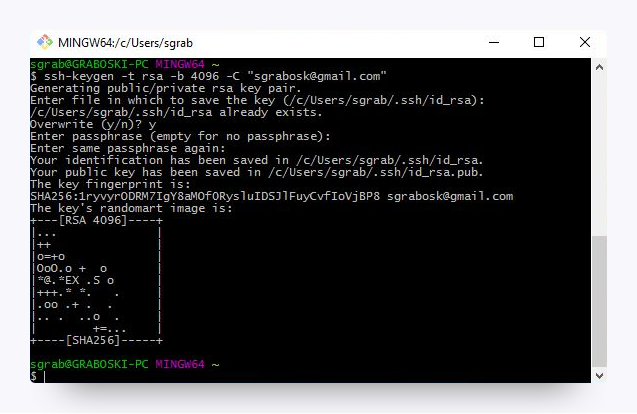 MINGW64:/c/Users/sgrab
sgrab@GRABOSKI-PC MINGW64 ~
$ ssh-keygen -t rsa -b 4096 -C "sgrabosk@gmail.com"
Generating public/private rsa key pair.
Enter file in which to save the key (/c/Users/sgrab/.ssh/id_rsa):
/c/Users/sgrab/.ssh/id_rsa already exists.
Overwrite (y/n)? y
Enter passphrase (empty for no passphrase):
Enter same passphrase again:
Your identification has been saved in /c/Users/sgrab/.ssh/id_rsa.
Your public key has been saved in /c/Users/sgrab/.ssh/id_rsa.pub.
The key fingerprint is:
SHA256:1ryvyrODRM7IgY8aMOfORysluIDSJlFuyCvfIoVjBP8 sgrabosk@gmail.com
The key's randomart image is:
+---[RSA 4096]----+
|...              |
|++               |
|o=+o             |
|OoO.o +  o       |
|*@.*EX .S o      |
|+++.* *.   .     |
|.oo .+ .  .      |
|.. .  ..o  .     |
|        +=...    |
+----[SHA256]-----+
sgrab@GRABOSKI-PC MINGW64 ~
$